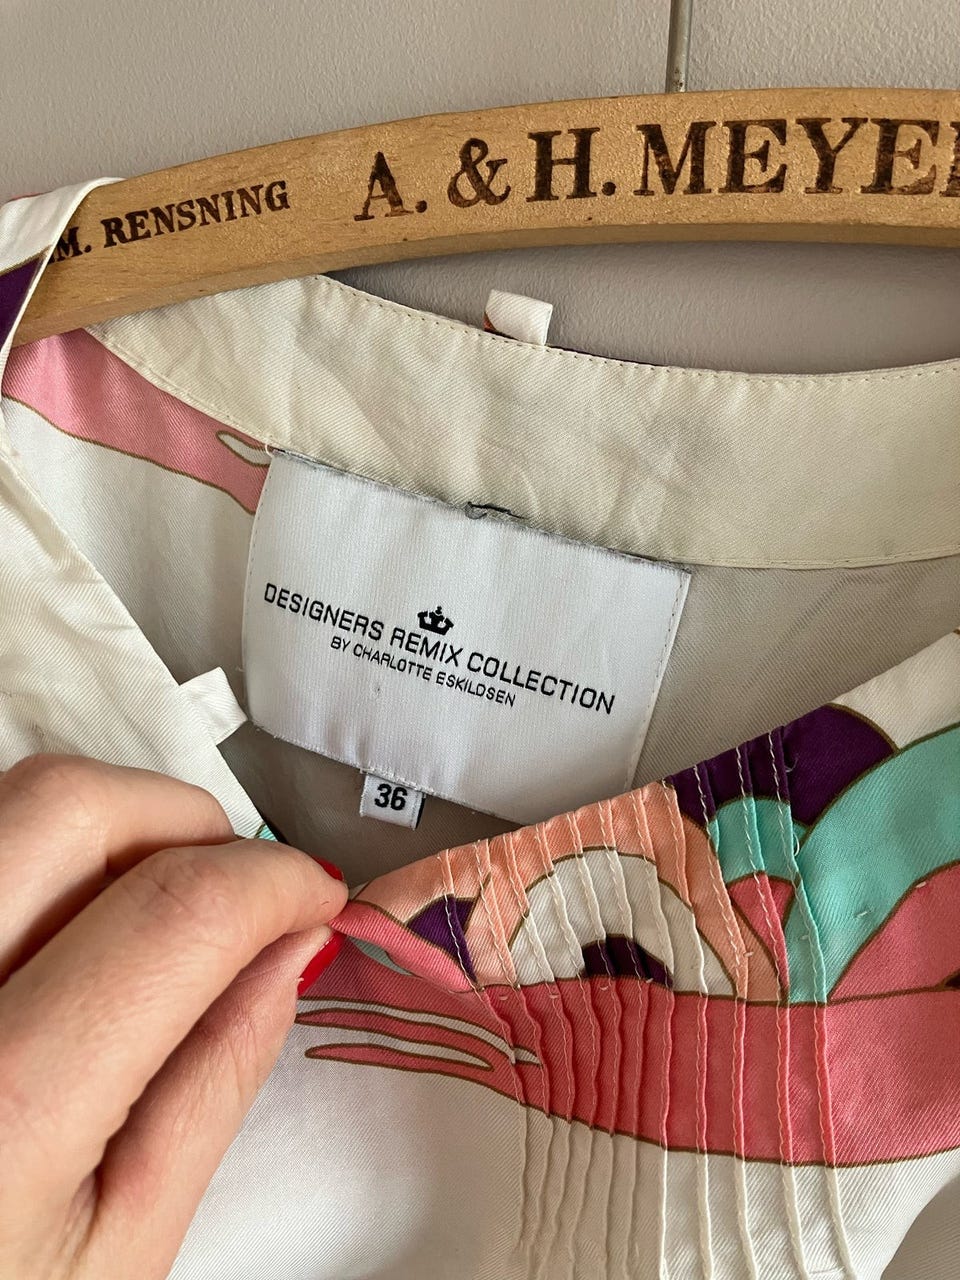 M. RENSNING
A. & H. MEYE
DESIGNERS REMIX COLLECTION
BY CHARLOTTE ESKILDSEN
36